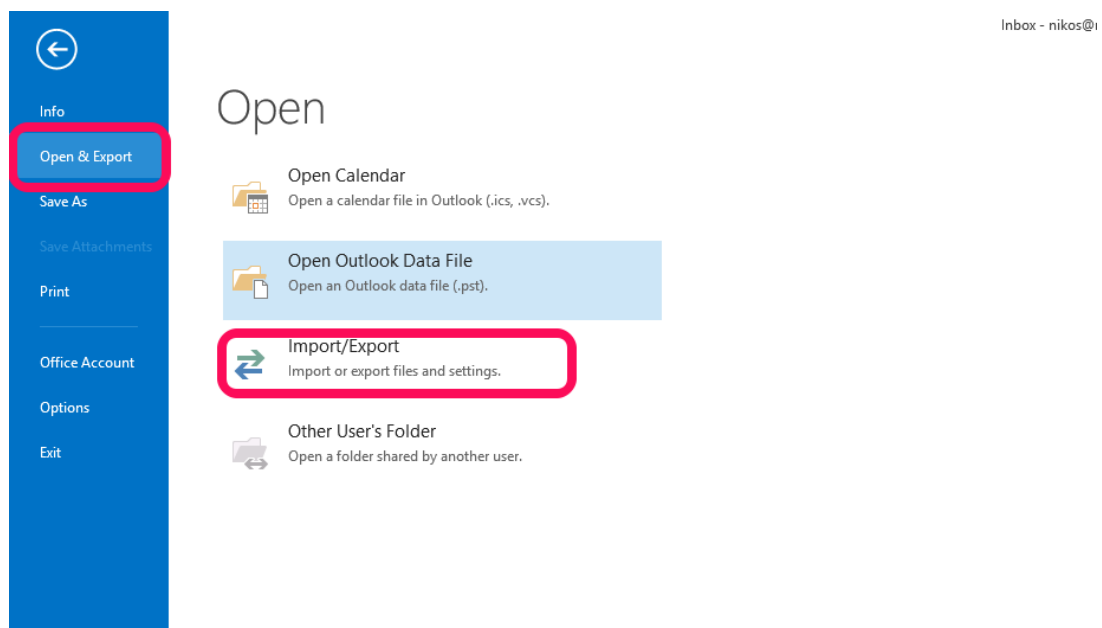 Inbox - nikos@
Info
Open & Export
Save As
Save Attachments
Print
Office Account
Options
Exit
Open
Open Calendar
Open a calendar file in Outlook (.ics, .vcs).
Open Outlook Data File
Open an Outlook data file (.pst).
Import/Export
Import or export files and settings.
Other User's Folder
Open a folder shared by another user.